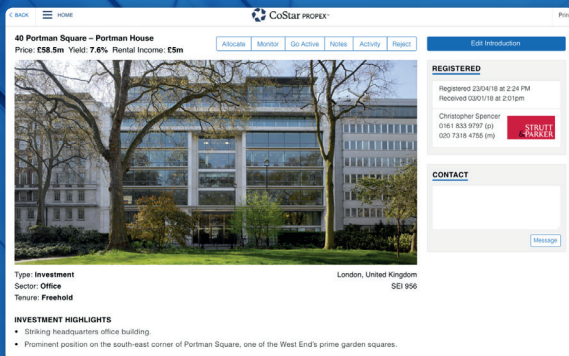 BACK HOME CoStar PROPEX Prin
40 Portman Square – Portman House
Price: £58.5m Yield: 7.6% Rental Income: £5m
Allocate Monitor Go Active Notes Activity Reject
Edit Introduction
REGISTERED
Registered 23/04/18 at 2:24 PM
Received 03/01/18 at 2:01pm
Christopher Spencer
0161 833 9797 (p)
020 7318 4755 (m)
STRUTT
&PARKER
CONTACT
Message
Type: Investment
Sector: Office
Tenure: Freehold
London, United Kingdom
SEI 956
INVESTMENT HIGHLIGHTS
• Striking headquarters office building.
• Prominent position on the south-east corner of Portman Square, one of the West End's prime garden squares.